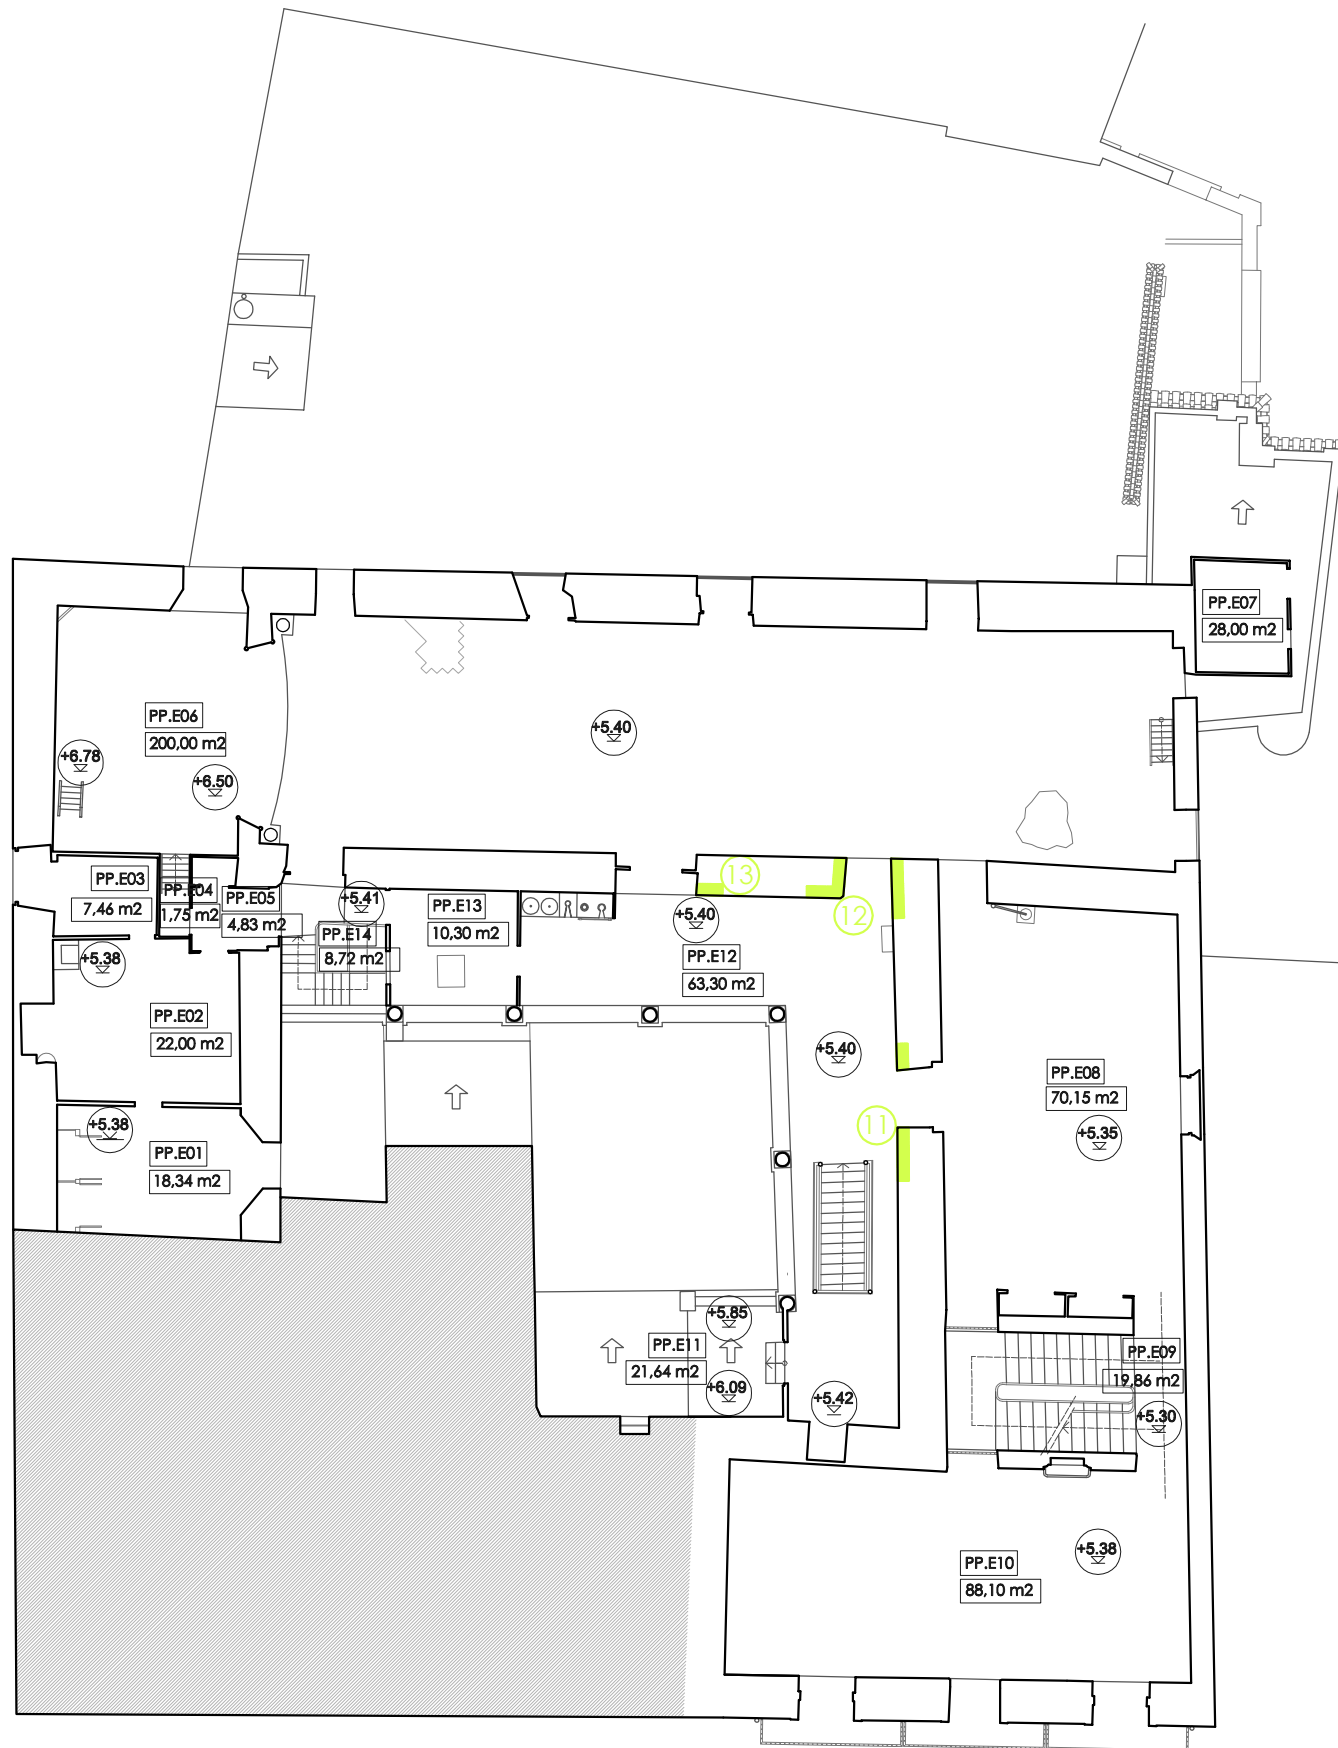 PP.E07
28,00 m2
PP.E06
200,00 m2
+5.40
+6.78
+6.50
PP.E03
7,46 m2
PP.E04
1,75 m2
PP.E05
4,83 m2
+5.41
PP.E13
10,30 m2
13
12
+5.40
PP.E14
8,72 m2
PP.E12
63,30 m2
+5.38
PP.E02
22,00 m2
+5.40
PP.E08
70,15 m2
+5.35
11
+5.38
PP.E01
18,34 m2
+5.85
PP.E11
21,64 m2
+6.09
+5.42
PP.E09
19,86 m2
+5.30
+5.38
PP.E10
88,10 m2